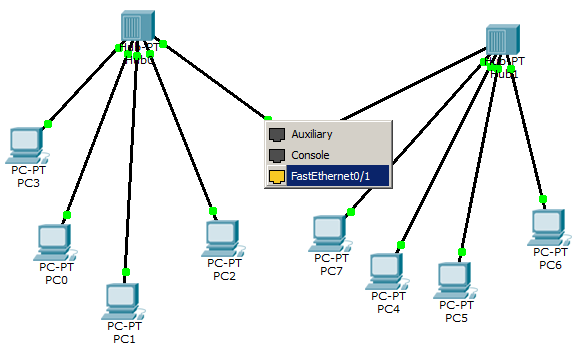 Hub-PT
Hub0
Hub-PT
Hub1
Auxiliary
Console
FastEthernet0/1
PC-PT
PC3
PC-PT
PC0
PC-PT
PC1
PC-PT
PC2
PC-PT
PC7
PC-PT
PC4
PC-PT
PC5
PC-PT
PC6